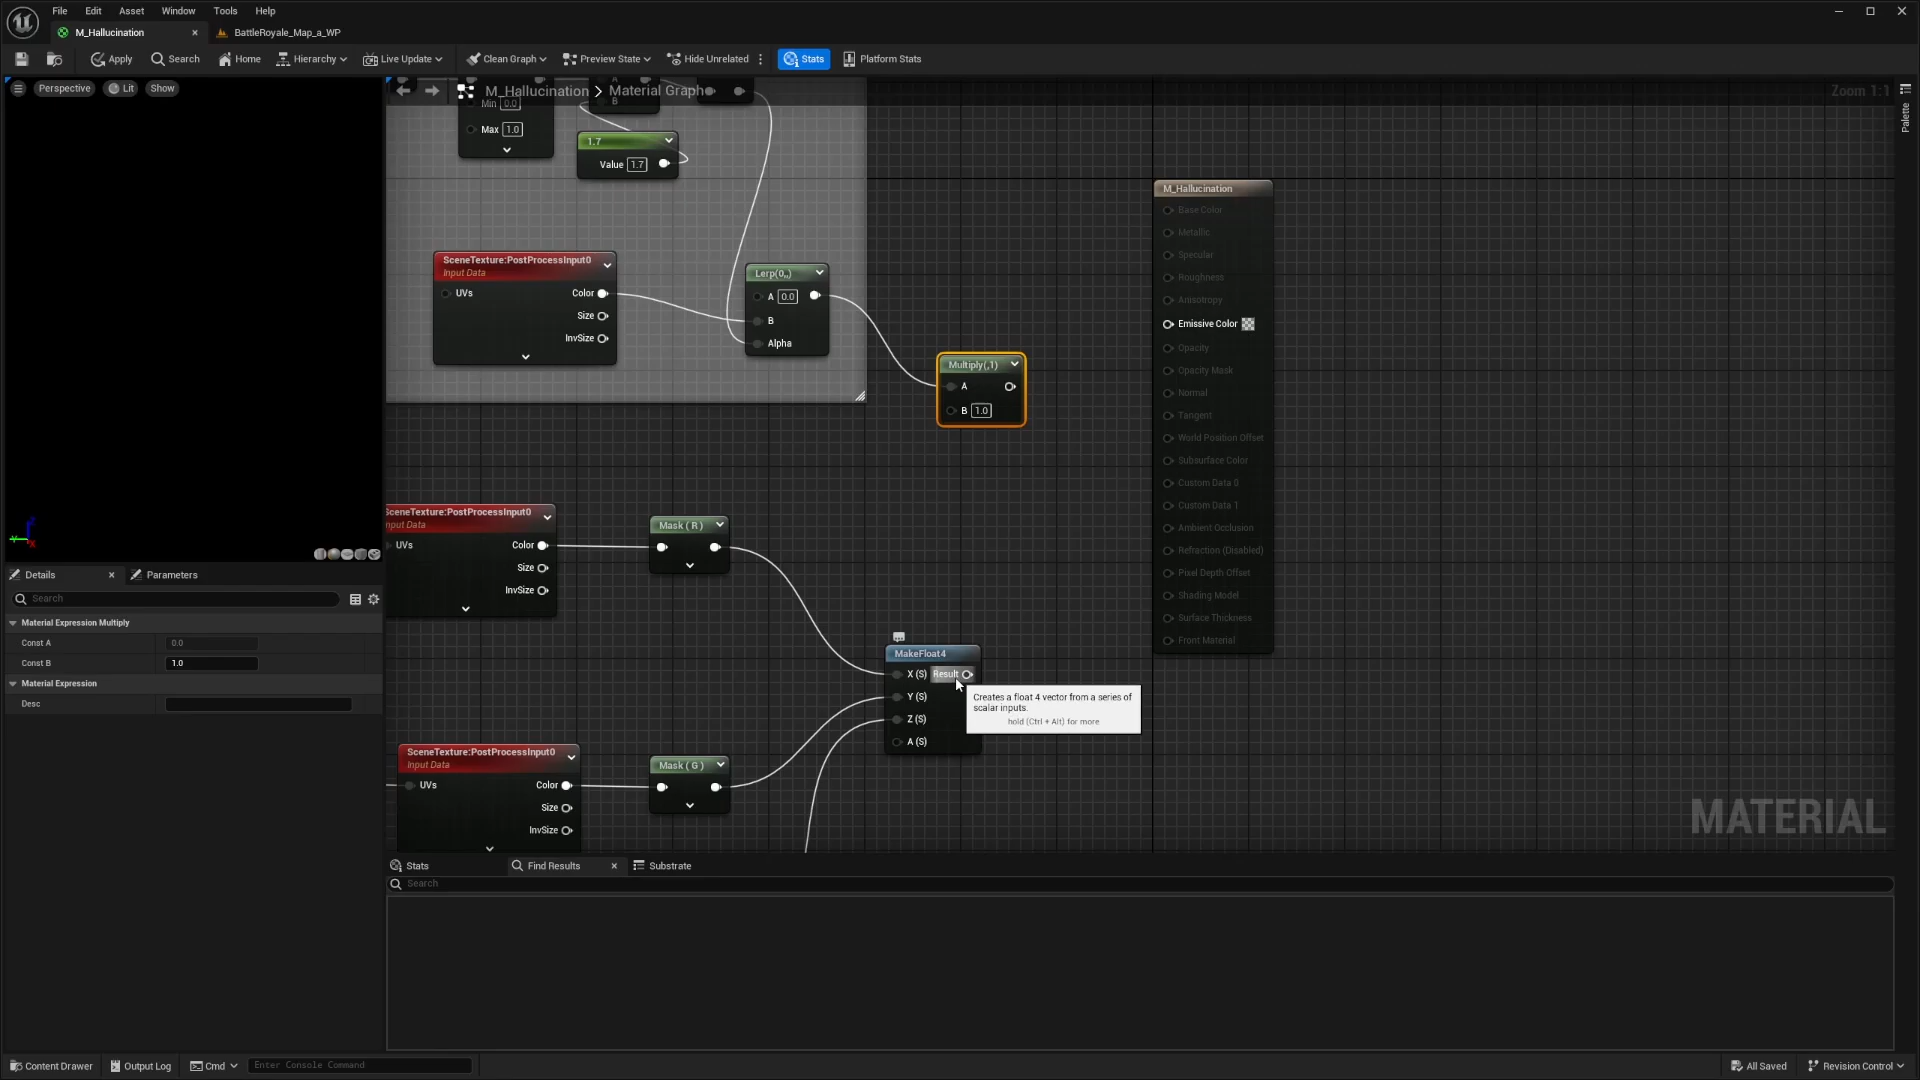 File Edit Asset Window Tools Help
M_Hallucination
BattleRoyale_Map_a_WP
Apply Search Home Hierarchy Live Update Clean Graph Preview State Hide Unrelated Stats Platform Stats
Perspective Lit Show
M_Hallucination > Material Graph
Zoom 1:1
Palette
Min 0.0
Max 1.0
A
B
1.7
Value 1.7
SceneTexture:PostProcessInput0
Input Data
UVs Color
Size
InvSize
Lerp(0,,)
A 0.0
B
Alpha
Multiply(,1)
A
B 1.0
M_Hallucination
Base Color
Metallic
Specular
Roughness
Anisotropy
Emissive Color
Opacity
Opacity Mask
Normal
Tangent
World Position Offset
Subsurface Color
Custom Data 0
Custom Data 1
Ambient Occlusion
Refraction (Disabled)
Pixel Depth Offset
Shading Model
Surface Thickness
Front Material
SceneTexture:PostProcessInput0
Input Data
UVs Color
Size
InvSize
Mask ( R )
MakeFloat4
X (S) Result
Y (S)
Z (S)
A (S)
Creates a float 4 vector from a series of
scalar inputs.
hold (Ctrl + Alt) for more
SceneTexture:PostProcessInput0
Input Data
UVs Color
Size
InvSize
Mask ( G )
MATERIAL
Details Parameters
Search
Material Expression Multiply
Const A 0.0
Const B 1.0
Material Expression
Desc
Stats Find Results Substrate
Search
Content Drawer Output Log Cmd Enter Console Command All Saved Revision Control